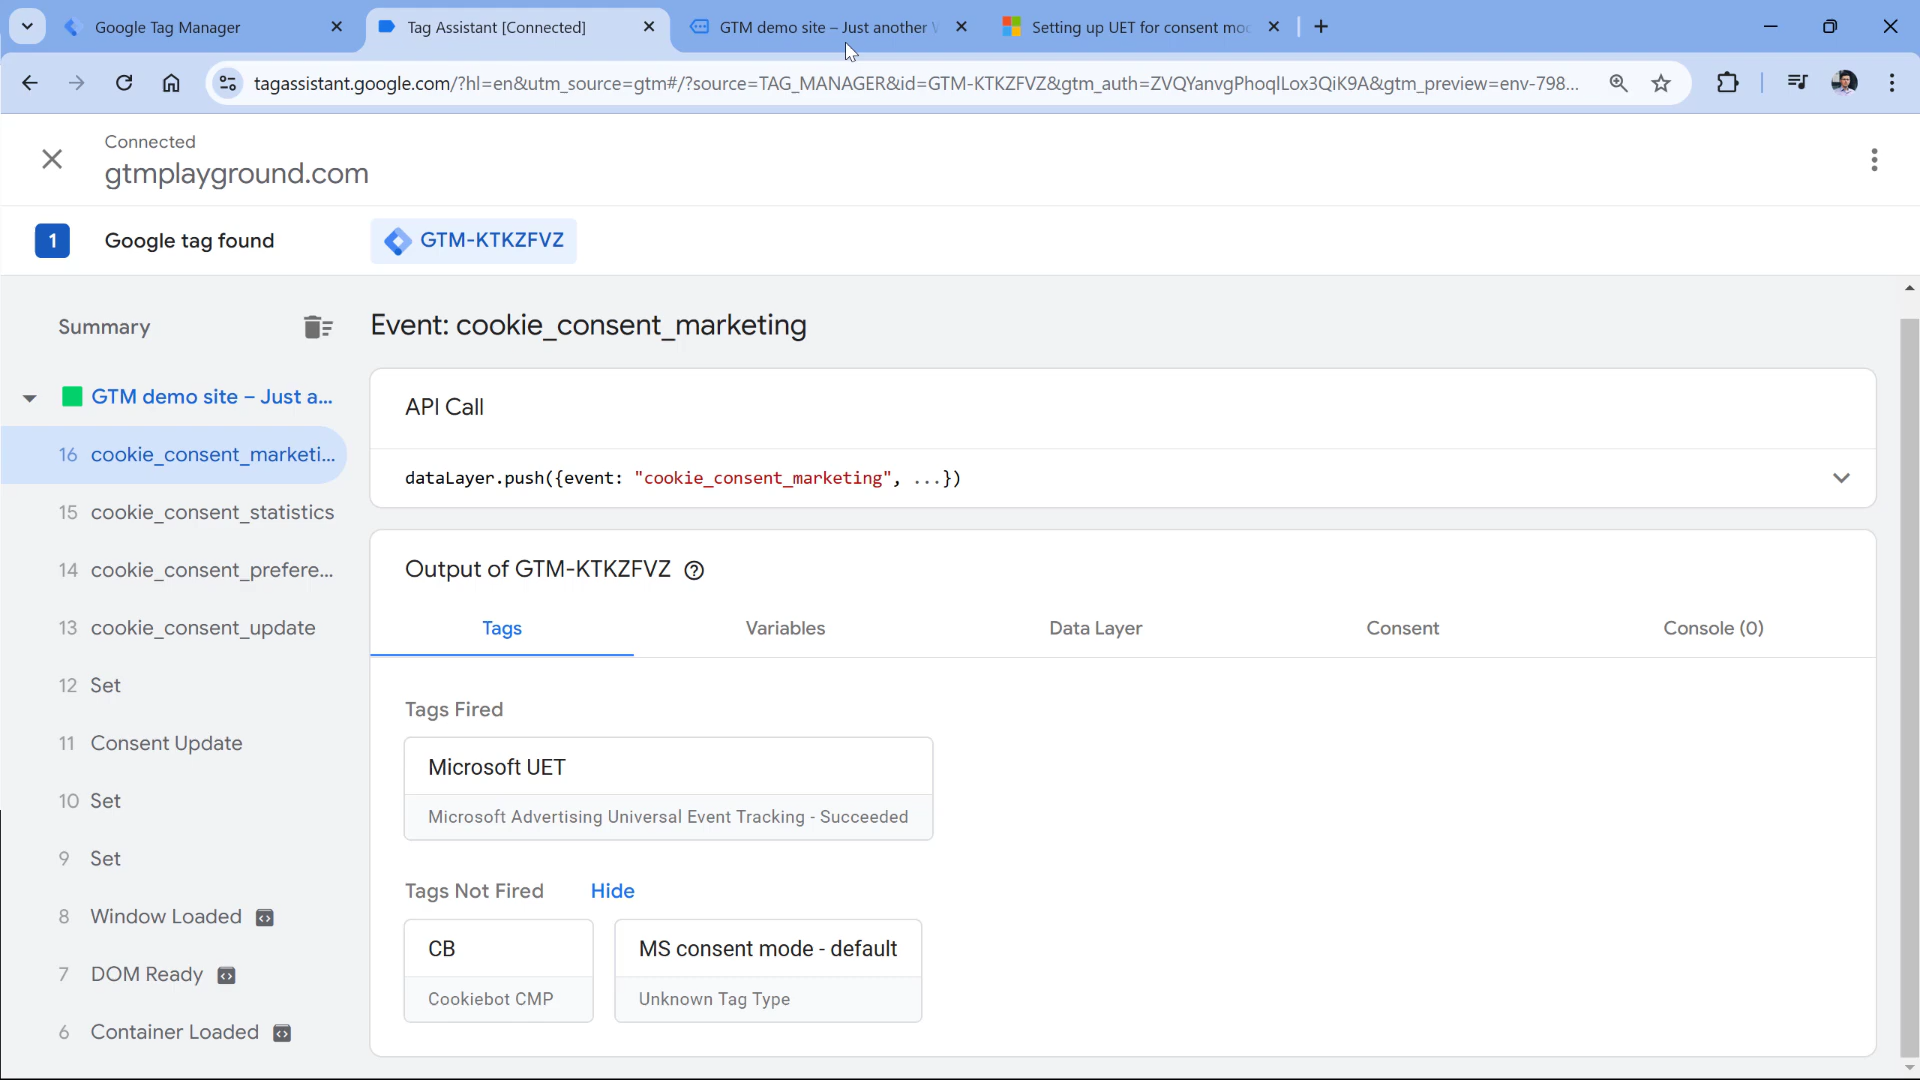 Google Tag Manager
Tag Assistant [Connected]
GTM demo site – Just another
Setting up UET for consent mo
tagassistant.google.com/?hl=en&utm_source=gtm#/?source=TAG_MANAGER&id=GTM-KTKZFVZ&gtm_auth=ZVQYanvgPhoqlLox3QiK9A&gtm_preview=env-798...
Connected
gtmplayground.com
1
Google tag found
GTM-KTKZFVZ
Summary
Event: cookie_consent_marketing
GTM demo site – Just a...
16 cookie_consent_marketi...
15 cookie_consent_statistics
14 cookie_consent_prefere...
13 cookie_consent_update
12 Set
11 Consent Update
10 Set
9 Set
8 Window Loaded
7 DOM Ready
6 Container Loaded
API Call
dataLayer.push({event: "cookie_consent_marketing", ...})
Output of GTM-KTKZFVZ
Tags
Variables
Data Layer
Consent
Console (0)
Tags Fired
Microsoft UET
Microsoft Advertising Universal Event Tracking - Succeeded
Tags Not Fired
Hide
CB
Cookiebot CMP
MS consent mode - default
Unknown Tag Type